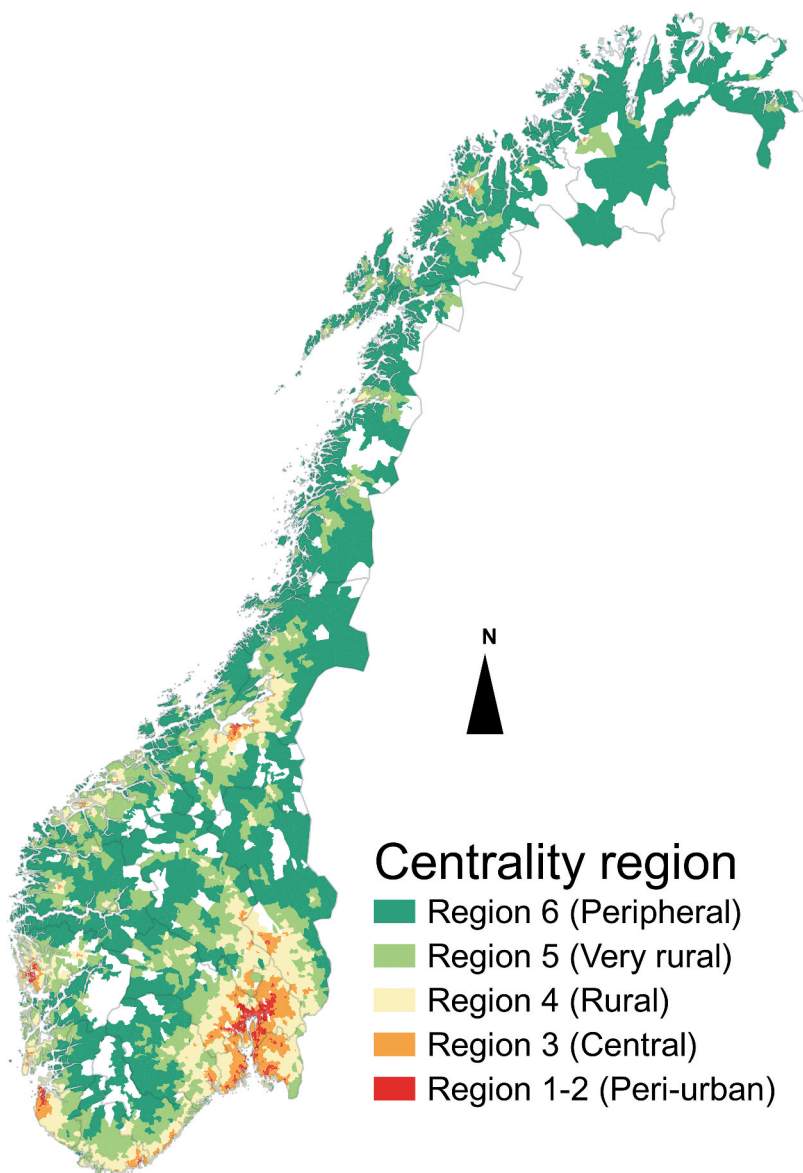 N
Centrality region
Region 6 (Peripheral)
Region 5 (Very rural)
Region 4 (Rural)
Region 3 (Central)
Region 1-2 (Peri-urban)